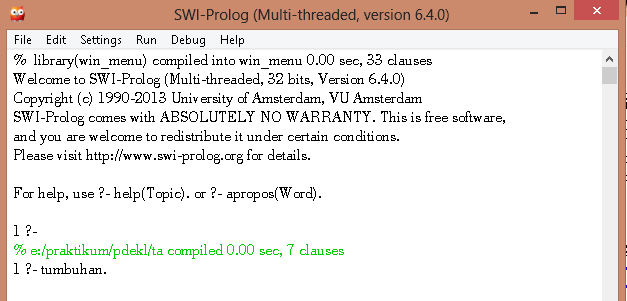 SWI-Prolog (Multi-threaded, version 6.4.0)
File Edit Settings Run Debug Help
% library(win_menu) compiled into win_menu 0.00 sec, 33 clauses
Welcome to SWI-Prolog (Multi-threaded, 32 bits, Version 6.4.0)
Copyright (c) 1990-2013 University of Amsterdam, VU Amsterdam
SWI-Prolog comes with ABSOLUTELY NO WARRANTY. This is free software,
and you are welcome to redistribute it under certain conditions.
Please visit http://www.swi-prolog.org for details.
For help, use ?- help(Topic). or ?- apropos(Word).
1 ?-
% e:/praktikum/pdekl/ta compiled 0.00 sec, 7 clauses
1 ?- tumbuhan.